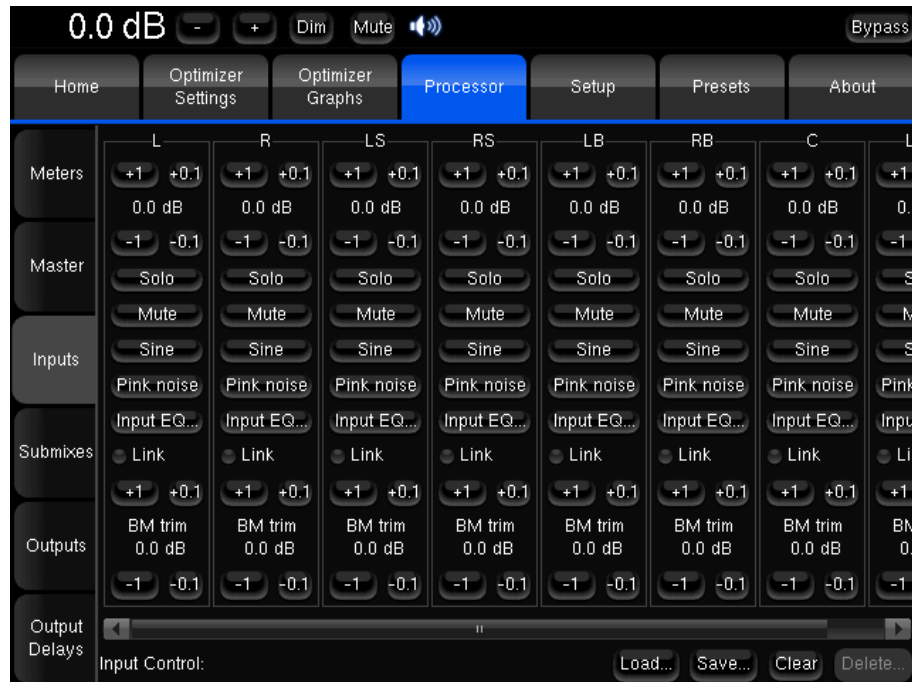 0.0 dB - + Dim Mute Bypass
Home Optimizer Settings Optimizer Graphs Processor Setup Presets About
Meters
Master
Inputs
Submixes
Outputs
Output Delays
L R LS RS LB RB C L
+1 +0.1 +1 +0.1 +1 +0.1 +1 +0.1 +1 +0.1 +1 +0.1 +1 +0.1 +1
0.0 dB 0.0 dB 0.0 dB 0.0 dB 0.0 dB 0.0 dB 0.0 dB 0.
-1 -0.1 -1 -0.1 -1 -0.1 -1 -0.1 -1 -0.1 -1 -0.1 -1 -0.1 -1
Solo Solo Solo Solo Solo Solo Solo
Mute Mute Mute Mute Mute Mute Mute
Sine Sine Sine Sine Sine Sine Sine
Pink noise Pink noise Pink noise Pink noise Pink noise Pink noise Pink noise Pink
Input EQ... Input EQ... Input EQ... Input EQ... Input EQ... Input EQ... Input EQ... Inpu
Link Link Link Link Link Link Link Li
+1 +0.1 +1 +0.1 +1 +0.1 +1 +0.1 +1 +0.1 +1 +0.1 +1 +0.1 +1
BM trim BM trim BM trim BM trim BM trim BM trim BM trim BM
0.0 dB 0.0 dB 0.0 dB 0.0 dB 0.0 dB 0.0 dB 0.0 dB 0.
-1 -0.1 -1 -0.1 -1 -0.1 -1 -0.1 -1 -0.1 -1 -0.1 -1 -0.1 -1
Input Control: Load... Save... Clear Delete...